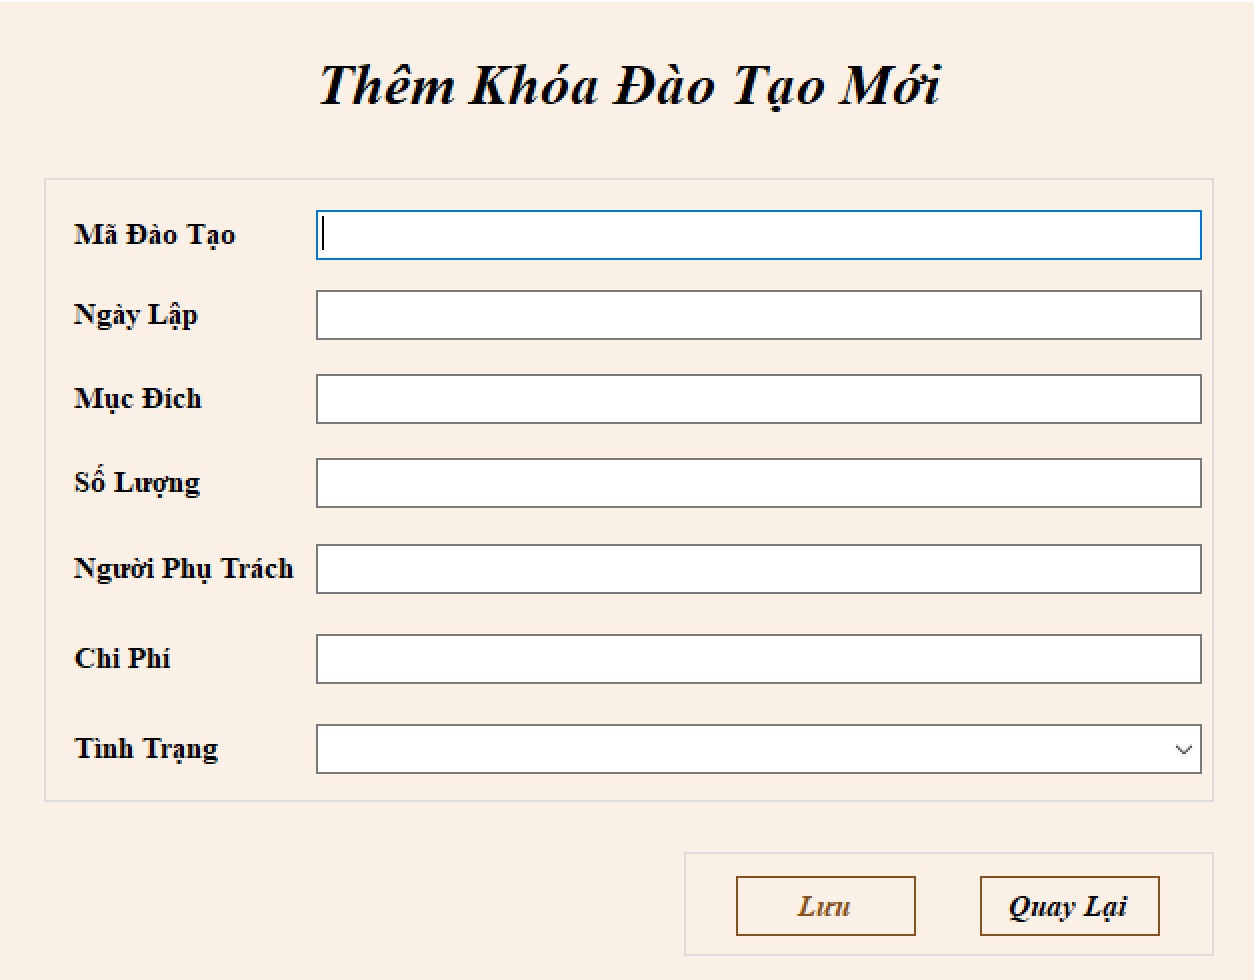 Thêm Khóa Đào Tạo Mới
Mã Đào Tạo
Ngày Lập
Mục Đích
Số Lượng
Người Phụ Trách
Chi Phí
Tình Trạng
Lưu
Quay Lại